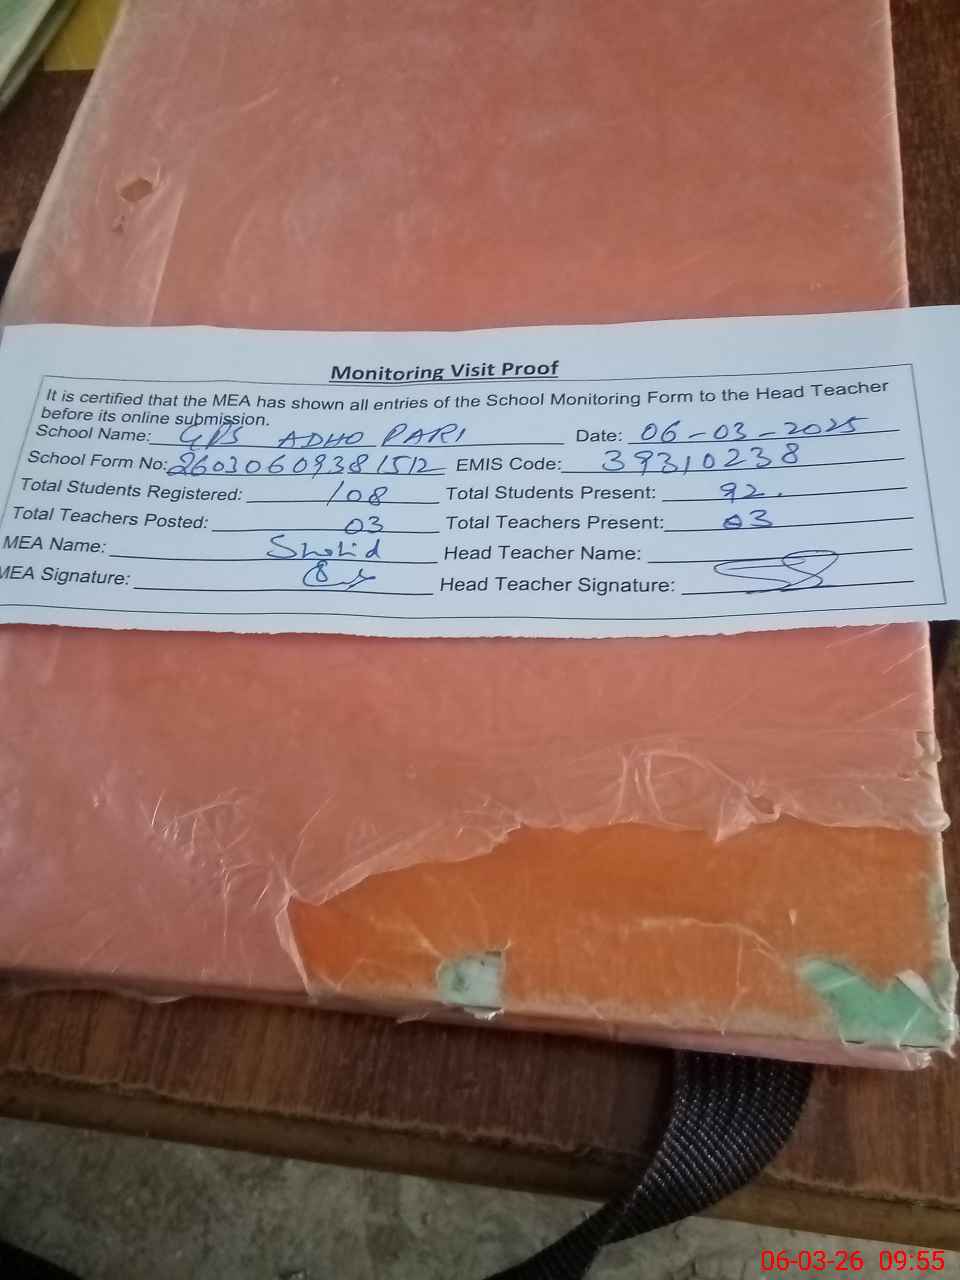 Monitoring Visit Proof
It is certified that the MEA has shown all entries of the School Monitoring Form to the Head Teacher
before its online submission.
School Name: GPS ADHO PARI Date: 06-03-2025
School Form No: 26030609381512 EMIS Code: 39310238
Total Students Registered: 108 Total Students Present: 92.
Total Teachers Posted: 03 Total Teachers Present: 03
MEA Name: Shahid Head Teacher Name:
MEA Signature: Head Teacher Signature:
06-03-26 09:55